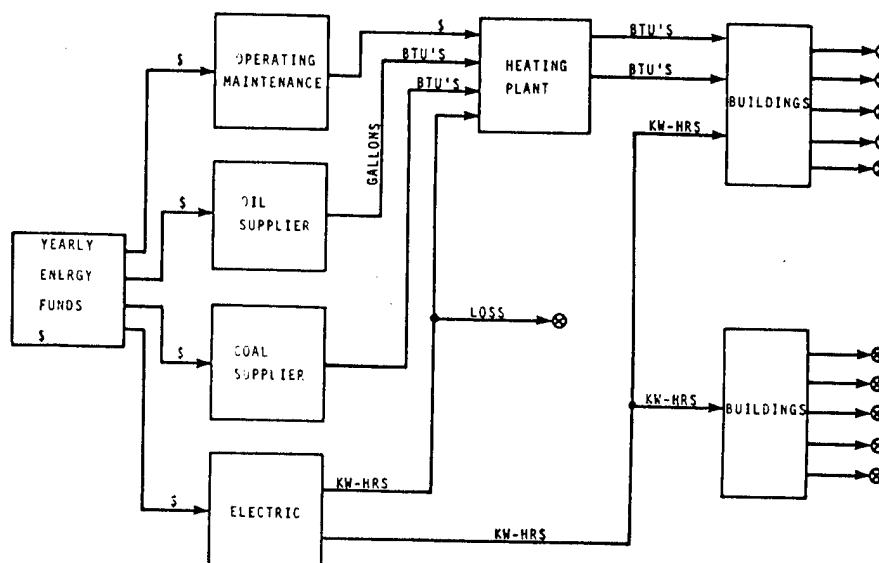 $
OPERATING
MAINTENANCE
$
BTU'S
BTU'S
HEATING
PLANT
BTU'S
BTU'S
BUILDINGS
KW-HRS
GALLONS
$
OIL
SUPPLIER
YEARLY
ENERGY
FUNDS
$
$
COAL
SUPPLIER
LOSS
KW-HRS
BUILDINGS
$
ELECTRIC
KW-HRS
KW-HRS